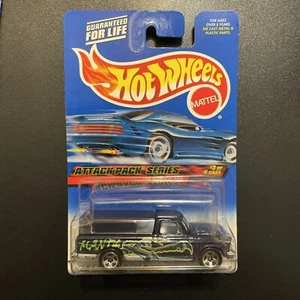 GUARANTEED
FOR LIFE
FOR AGES
OVER 3 YEARS
DIE CAST METAL &
PLASTIC PARTS
Hot Wheels
MATTEL
ATTACK PACK SERIES